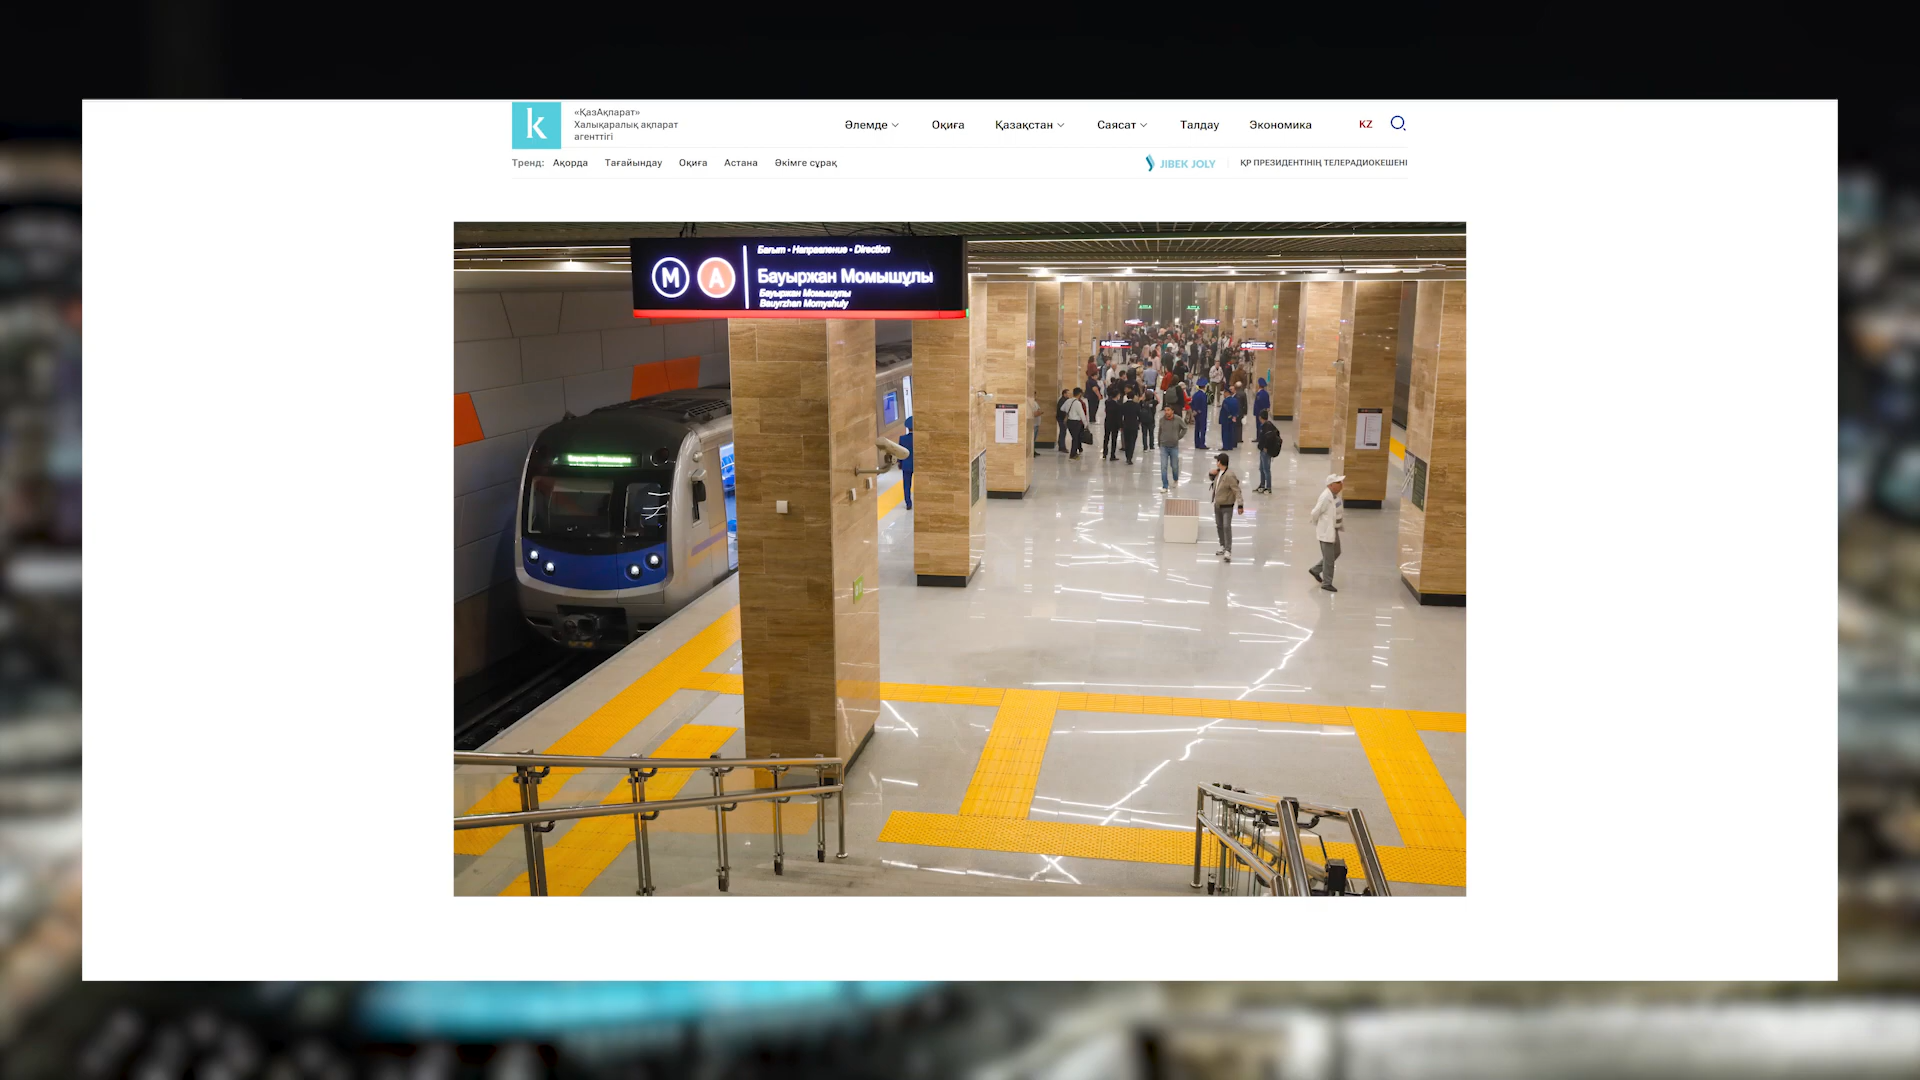 k
«ҚазАқпарат»
Халықаралық ақпарат
агенттігі
Әлемде
Оқиға
Қазақстан
Саясат
Талдау
Экономика
KZ
Тренд: Ақорда Тағайындау Оқиға Астана Әкімге сұрақ
JIBEK JOLY
ҚР ПРЕЗИДЕНТІНІҢ ТЕЛЕРАДИОКЕШЕНІ
Бағыт • Направление • Direction
M A Бауыржан Момышұлы
Бауыржан Момышулы
Bauyrzhan Momyshuly